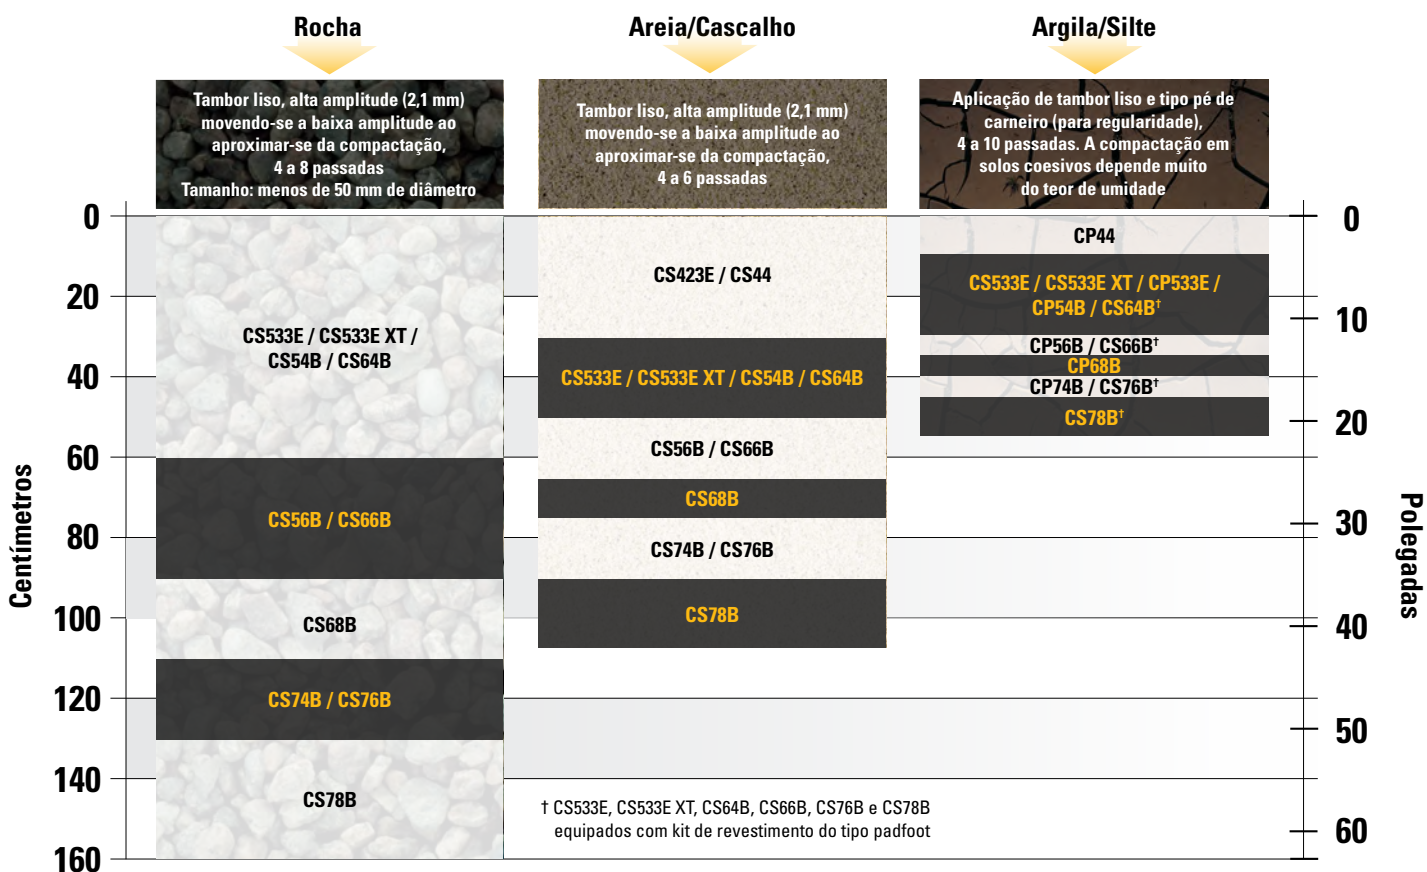 Rocha
Areia/Cascalho
Argila/Silte
Tambor liso, alta amplitude (2,1 mm)
movendo-se a baixa amplitude ao
aproximar-se da compactação,
4 a 8 passadas
Tamanho: menos de 50 mm de diâmetro
Tambor liso, alta amplitude (2,1 mm)
movendo-se a baixa amplitude ao
aproximar-se da compactação,
4 a 6 passadas
Aplicação de tambor liso e tipo pé de
carneiro (para regularidade),
4 a 10 passadas. A compactação em
solos coesivos depende muito
do teor de umidade
Centímetros
0
20
40
60
80
100
120
140
160
CS533E / CS533E XT /
CS54B / CS64B
CS56B / CS66B
CS68B
CS74B / CS76B
CS78B
CS423E / CS44
CS533E / CS533E XT / CS54B / CS64B
CS56B / CS66B
CS68B
CS74B / CS76B
CS78B
CP44
CS533E / CS533E XT / CP533E /
CP54B / CS64B†
CP56B / CS66B†
CP68B
CP74B / CS76B†
CS78B†
0
10
20
30
40
50
60
Polegadas
† CS533E, CS533E XT, CS64B, CS66B, CS76B e CS78B
equipados com kit de revestimento do tipo padfoot